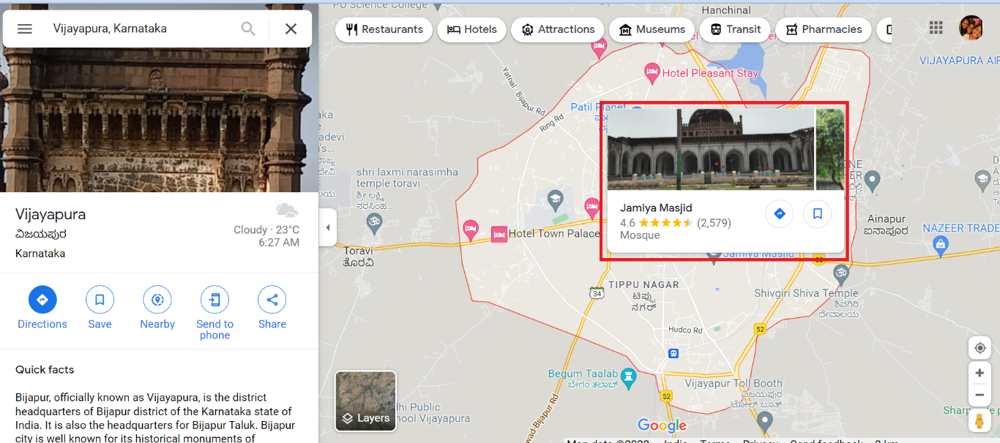 Vijayapura, Karnataka
Vijayapura
ವಿಜಯಪುರ
Karnataka
Cloudy · 23°C
6:27 AM
Directions
Save
Nearby
Send to
phone
Share
Quick facts
Bijapur, officially known as Vijayapura, is the district
headquarters of Bijapur district of the Karnataka state of
India. It is also the headquarters for Bijapur Taluk. Bijapur
city is well known for its historical monuments of
Restaurants
Hotels
Attractions
Museums
Transit
Pharmacies
PU Science College
Hanchinal
VIJAYAPURA AIR
Hotel Pleasant Stay
Yatnal - Bijapur Rd
Ring Rd
Patil Planet
shri laxmi narasimha
temple toravi
ಶ್ರೀ ಲಕ್ಷ್ಮಿ
ನರಸಿಂಹ...
Toravi
ತೊರವಿ
Hotel Town Palace
Jamiya Masjid
4.6
(2,579)
Mosque
Jamiya Masjid
50
Ainapur
ಐನಾಪೂರ
NAZEER TRADE
TIPPU NAGAR
ಟಿಪ್ಪು
ನಗರ್
34
Shivgiri Shiva Temple
ಶಿವಗಿರಿ
ದೇವಾಲಯ
52
Hudco Rd
Begum Taalab
ಬೇಗಂ ತಲಾಬ್
52
Vijayapur Toll Booth
ವಿಜಯಪುರ
ಟೋಲ್ ಬೂತ್
Layers
lhi Public
ool Vijayapura
wad-Bijapur Rd
Google
Map data ©2022 India Terms Privacy Send feedback 2 km